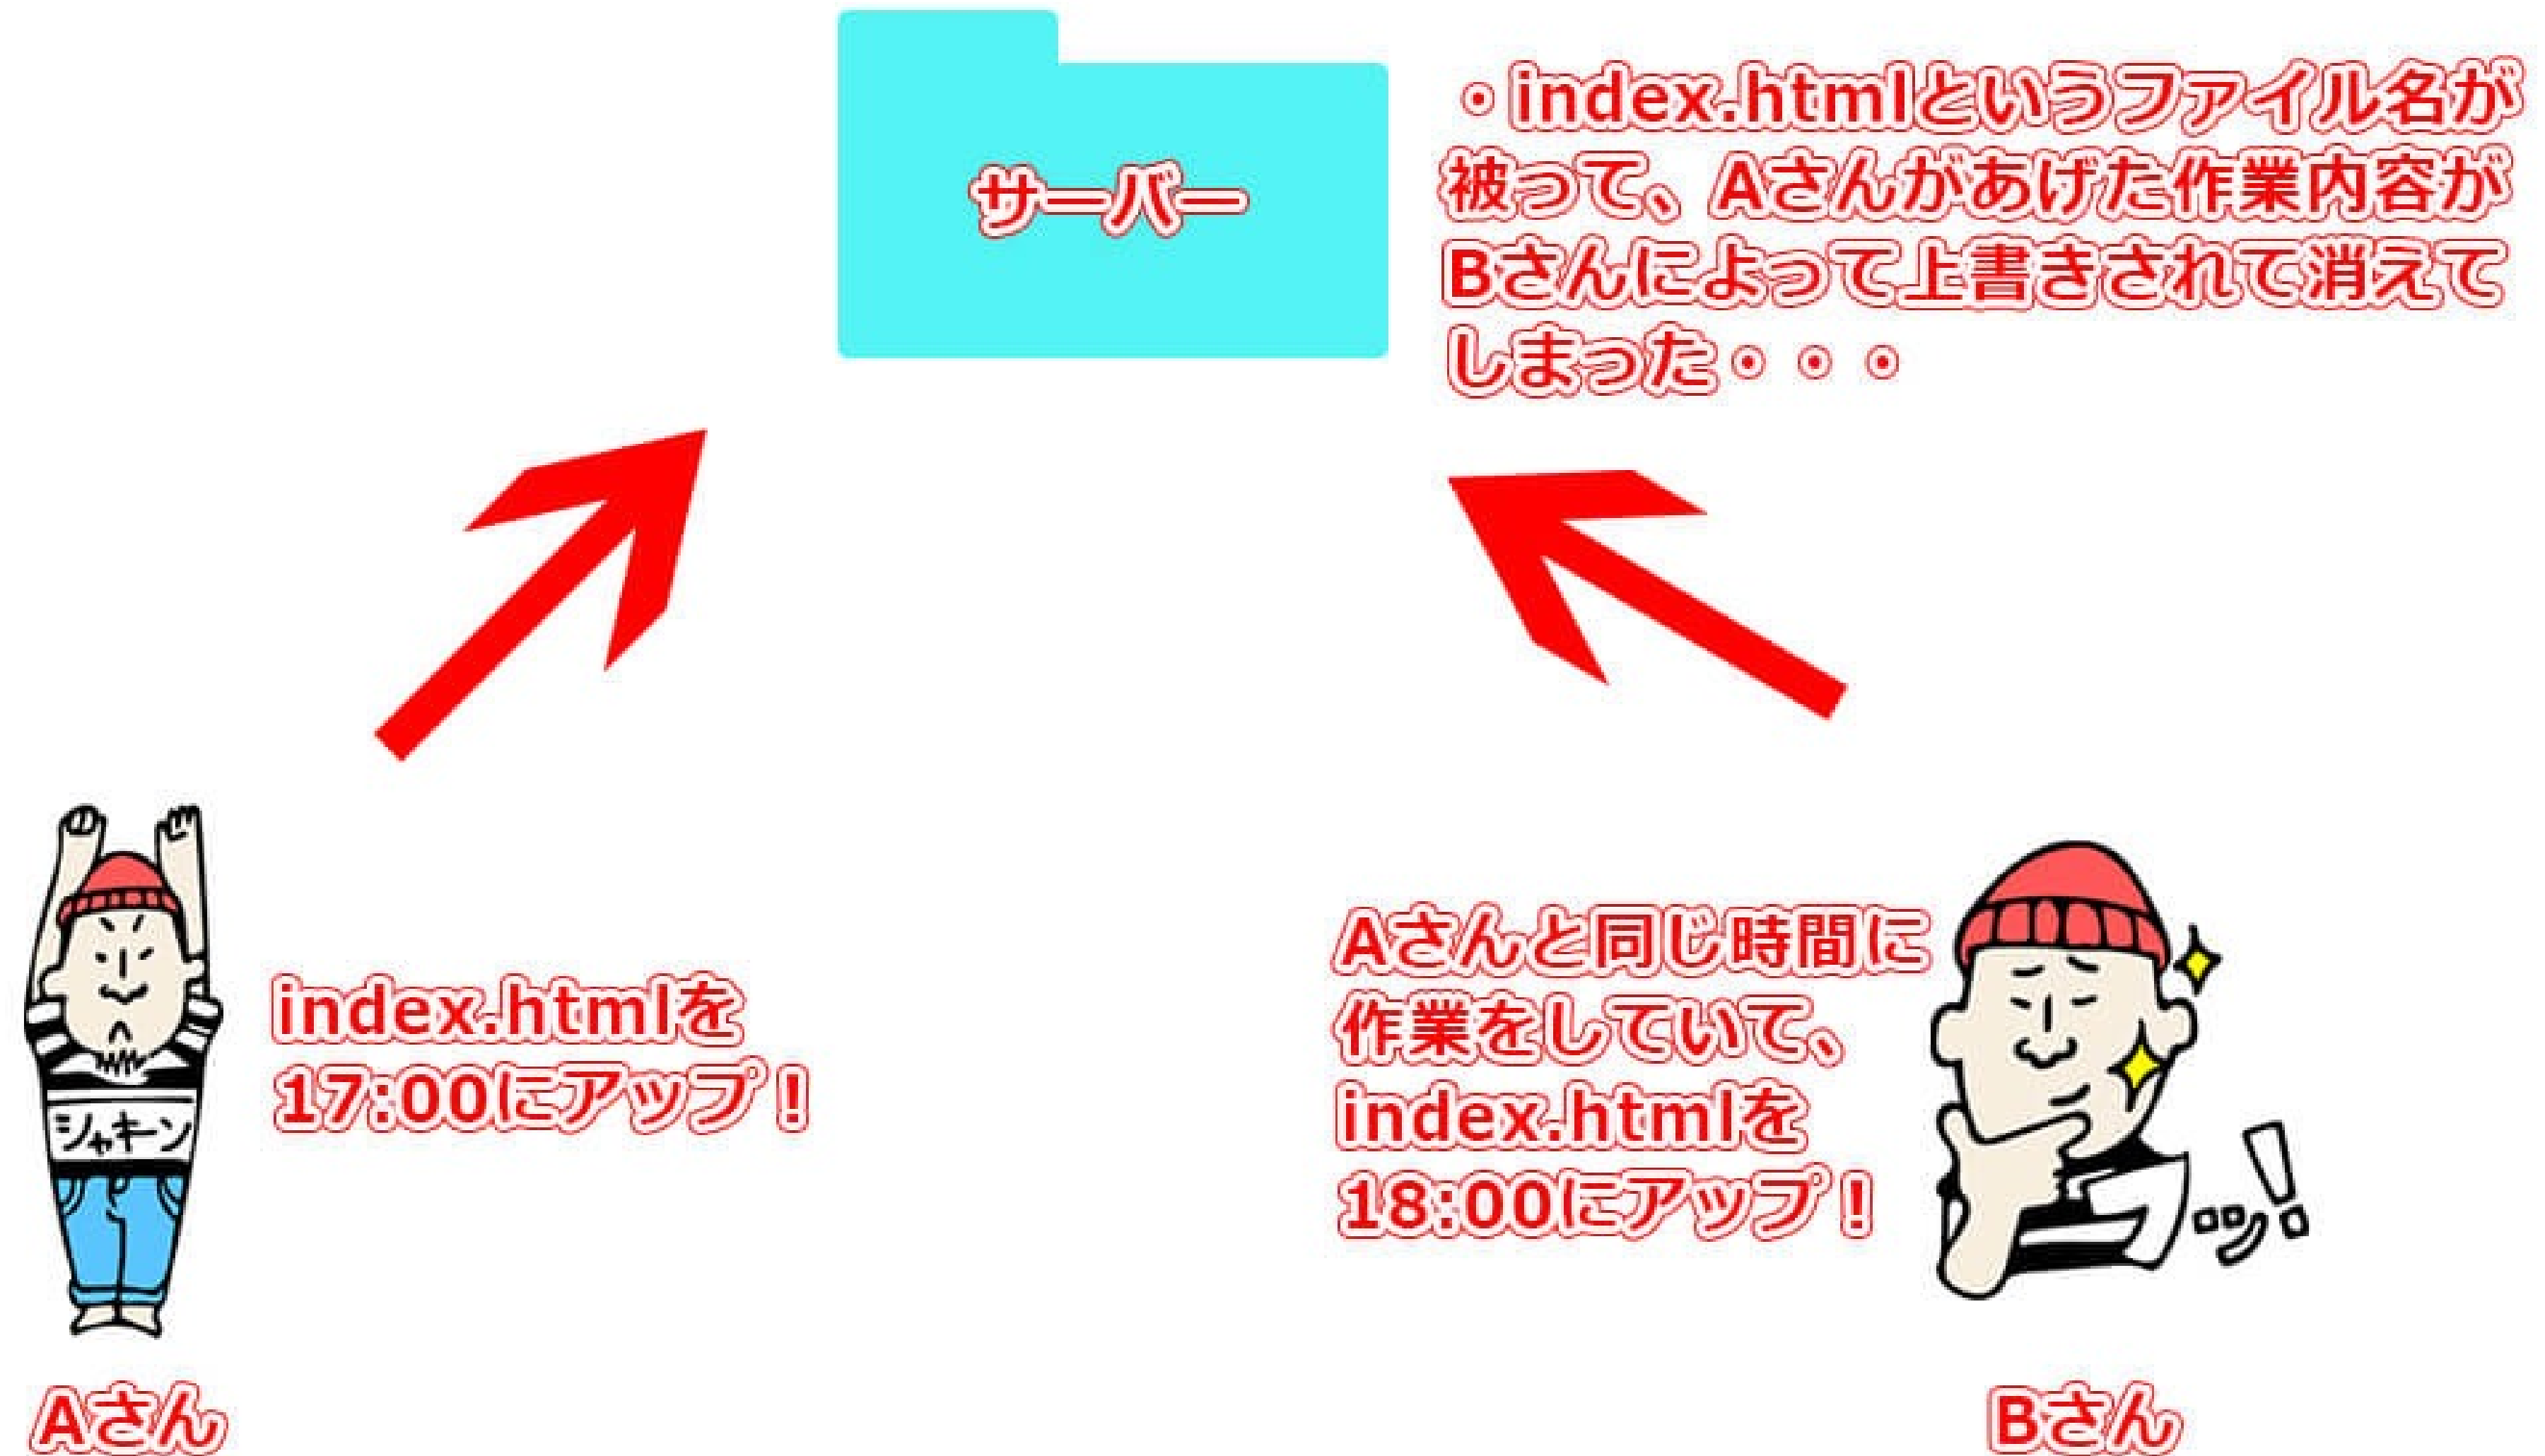 サーバー
・index.htmlというファイル名が
被って、Aさんがあげた作業内容が
Bさんによって上書きされて消えて
しまった・・・
index.htmlを
17:00にアップ！
シャキーン
Aさん
Aさんと同じ時間に
作業をしていて、
index.htmlを
18:00にアップ！
フッ!
Bさん